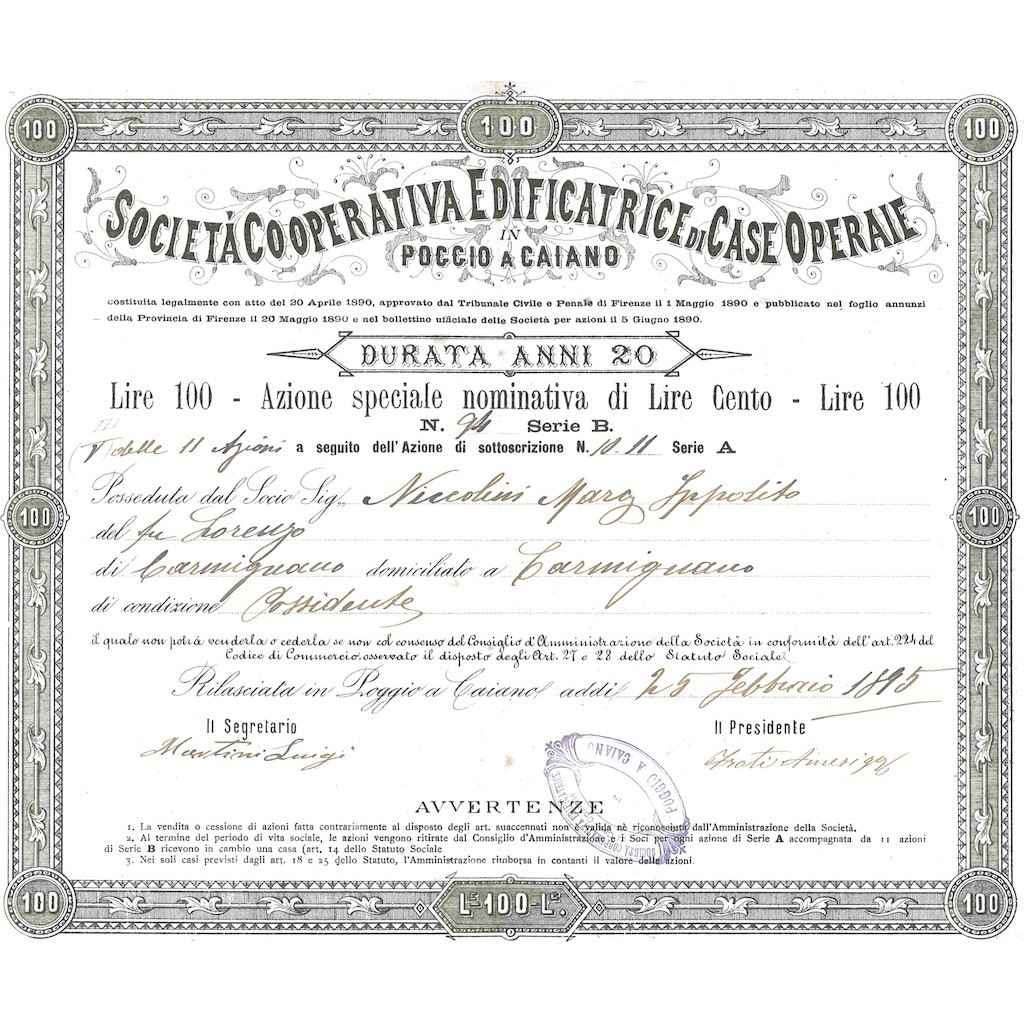 100 100 100
SOCIETÀ COOPERATIVA EDIFICATRICE DI CASE OPERAIE
IN
POGGIO A CAIANO
costituita legalmente con atto del 20 Aprile 1890, approvato dal Tribunale Civile e Penale di Firenze il 1 Maggio 1890 e pubblicato nel foglio annunzi
della Provincia di Firenze il 20 Maggio 1890 e nel bollettino ufficiale delle Società per azioni il 5 Giugno 1890.
DURATA ANNI 20
Lire 100 - Azione speciale nominativa di Lire Cento - Lire 100
N. 94 Serie B.
delle 11 Azioni a seguito dell'Azione di sottoscrizione N. 10.11 Serie A
Posseduta dal Socio Sig. Niccolini Marq Ippolito
100 100
del fu Lorenzo
di Carmignano domiciliato a Carmignano
di condizione Possidente
il quale non potrà venderla o cederla se non col consenso del Consiglio d'Amministrazione della Società in conformità dell'art. 224 del
Codice di Commercio, osservato il disposto degli Art. 27 e 28 dello Statuto Sociale
Rilasciata in Poggio a Caiano addì 25 Febbraio 1895
Il Segretario Il Presidente
Martini Luigi Frati Amerigo
POGGIO A CAIANO
AVVERTENZE
1. La vendita o cessione di azioni fatta contrariamente al disposto degli art. suaccennati non è valida nè riconosciuta dall'Amministrazione della Società.
2. Al termine del periodo di vita sociale, le azioni vengono ritirate dal Consiglio d'Amministrazione e i Soci per ogni azione di Serie A accompagnata da 11 azioni
di Serie B ricevono in cambio una casa (art. 14 dello Statuto Sociale
3. Nei soli casi previsti dagli art. 18 e 25 dello Statuto, l'Amministrazione rimborsa in contanti il valore delle azioni.
100 Le 100 Le. 100